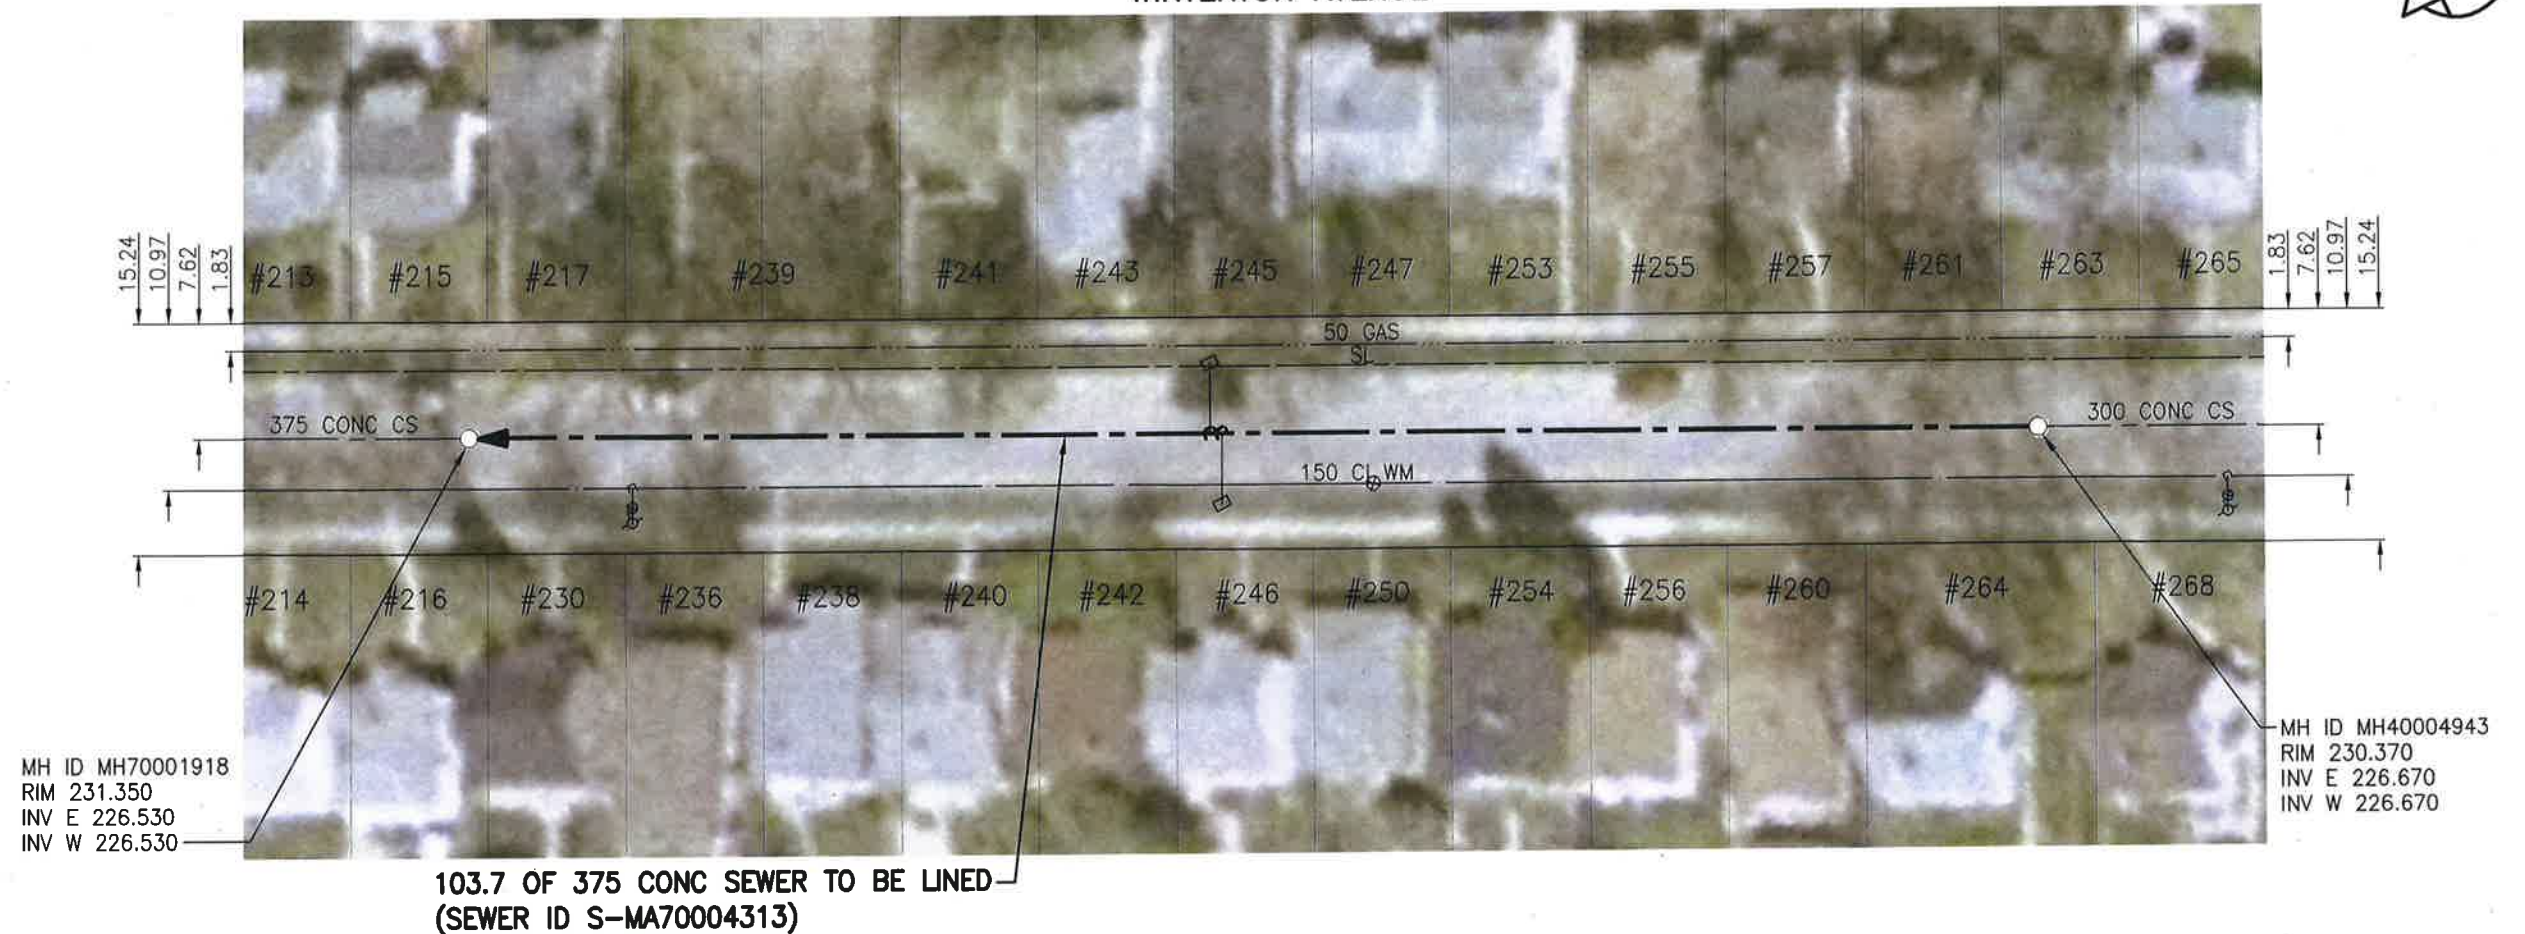 15.24
10.97
7.62
1.83
#213
#215
#217
#239
#241
#243
#245
#247
#253
#255
#257
#261
#263
#265
1.83
7.62
10.97
15.24
50 GAS
SL
375 CONC CS
300 CONC CS
150 CI WM
#214
#216
#230
#236
#238
#240
#242
#246
#250
#254
#256
#260
#264
#268
MH ID MH70001918
RIM 231.350
INV E 226.530
INV W 226.530
MH ID MH40004943
RIM 230.370
INV E 226.670
INV W 226.670
103.7 OF 375 CONC SEWER TO BE LINED
(SEWER ID S-MA70004313)